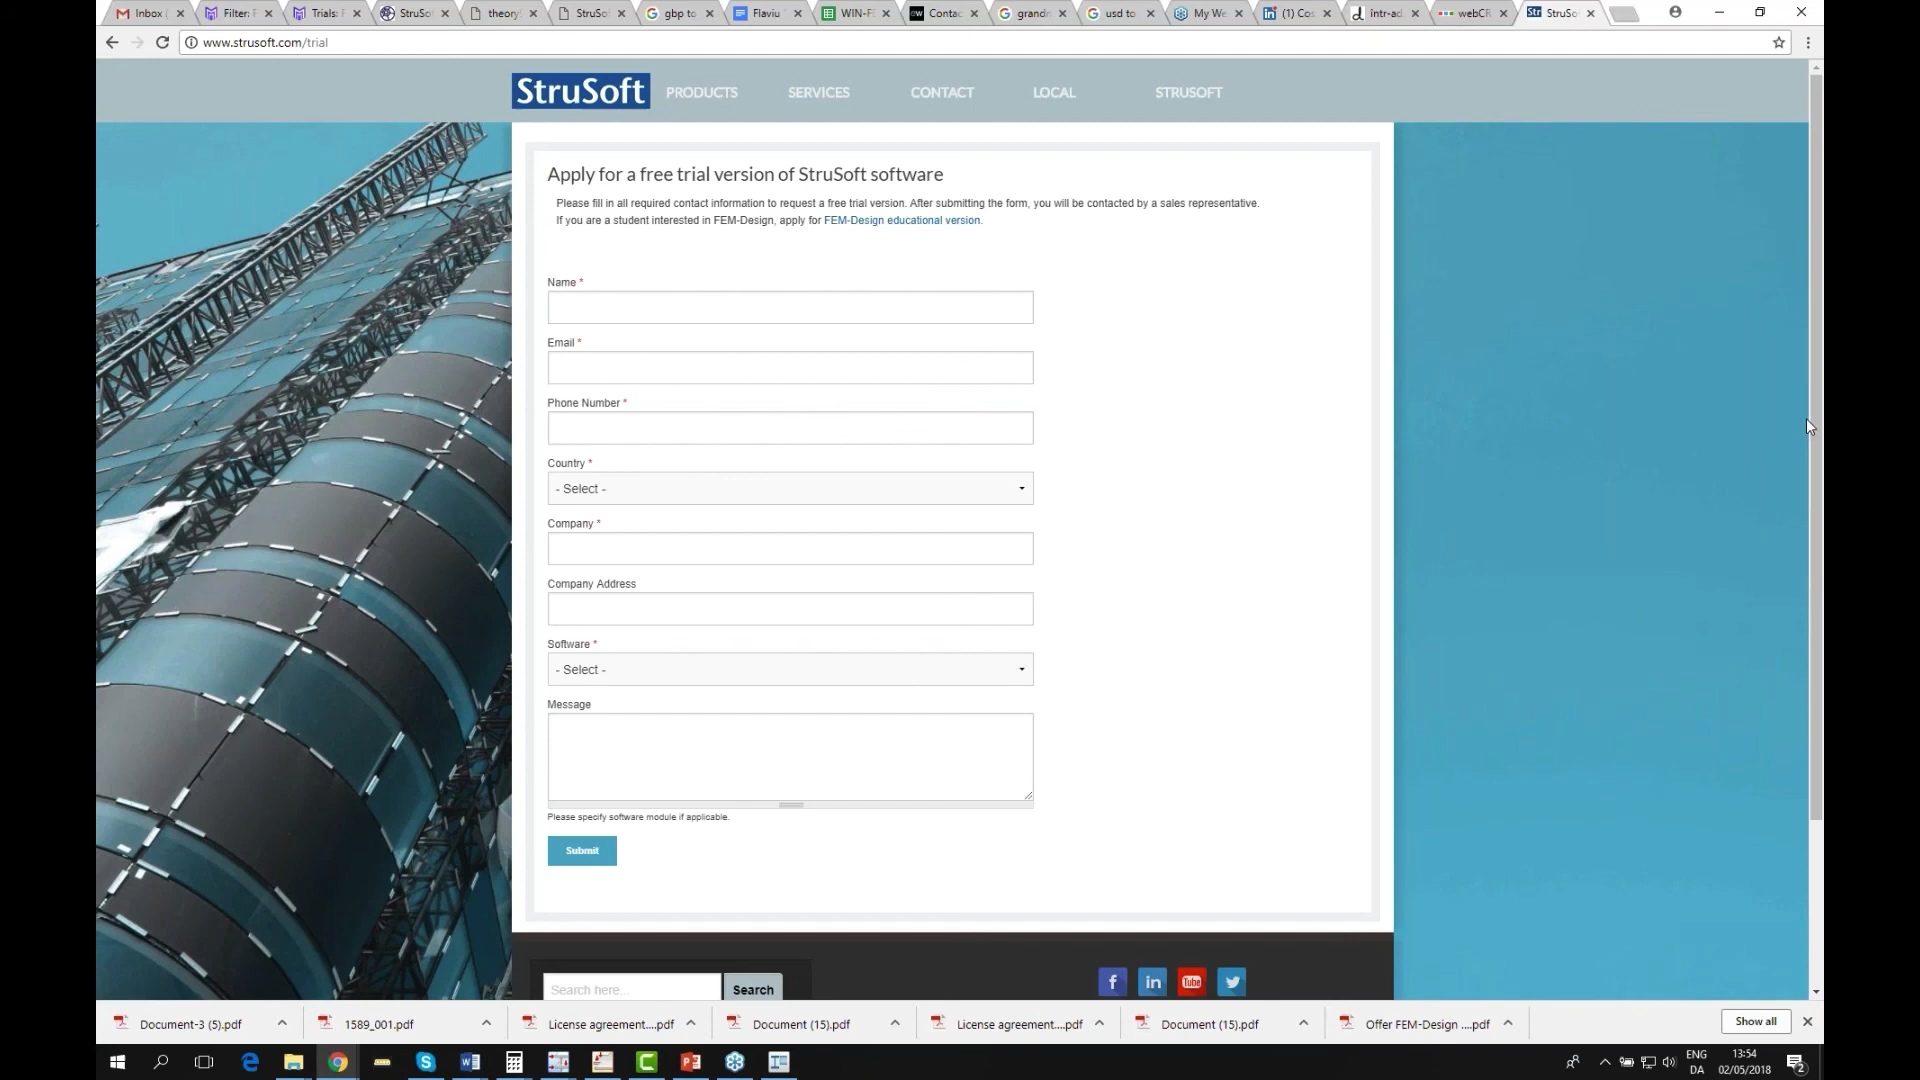 Inbox (
Filter: F
Trials: F
StruSo
theory
StruSo
gbp to
Flaviu
WIN-F
Contac
grandr
usd to
My We
(1) Cos
intr-ad
webCR
StruSo
www.strusoft.com/trial
StruSoft
PRODUCTS
SERVICES
CONTACT
LOCAL
STRUSOFT
Apply for a free trial version of StruSoft software
Please fill in all required contact information to request a free trial version. After submitting the form, you will be contacted by a sales representative.
If you are a student interested in FEM-Design, apply for FEM-Design educational version.
Name *
Email *
Phone Number *
Country *
- Select -
Company *
Company Address
Software *
- Select -
Message
Please specify software module if applicable.
Submit
Search here...
Search
Document-3 (5).pdf
1589_001.pdf
License agreement....pdf
Document (15).pdf
License agreement....pdf
Document (15).pdf
Offer FEM-Design ....pdf
Show all
ENG
DA
13:54
02/05/2018
2